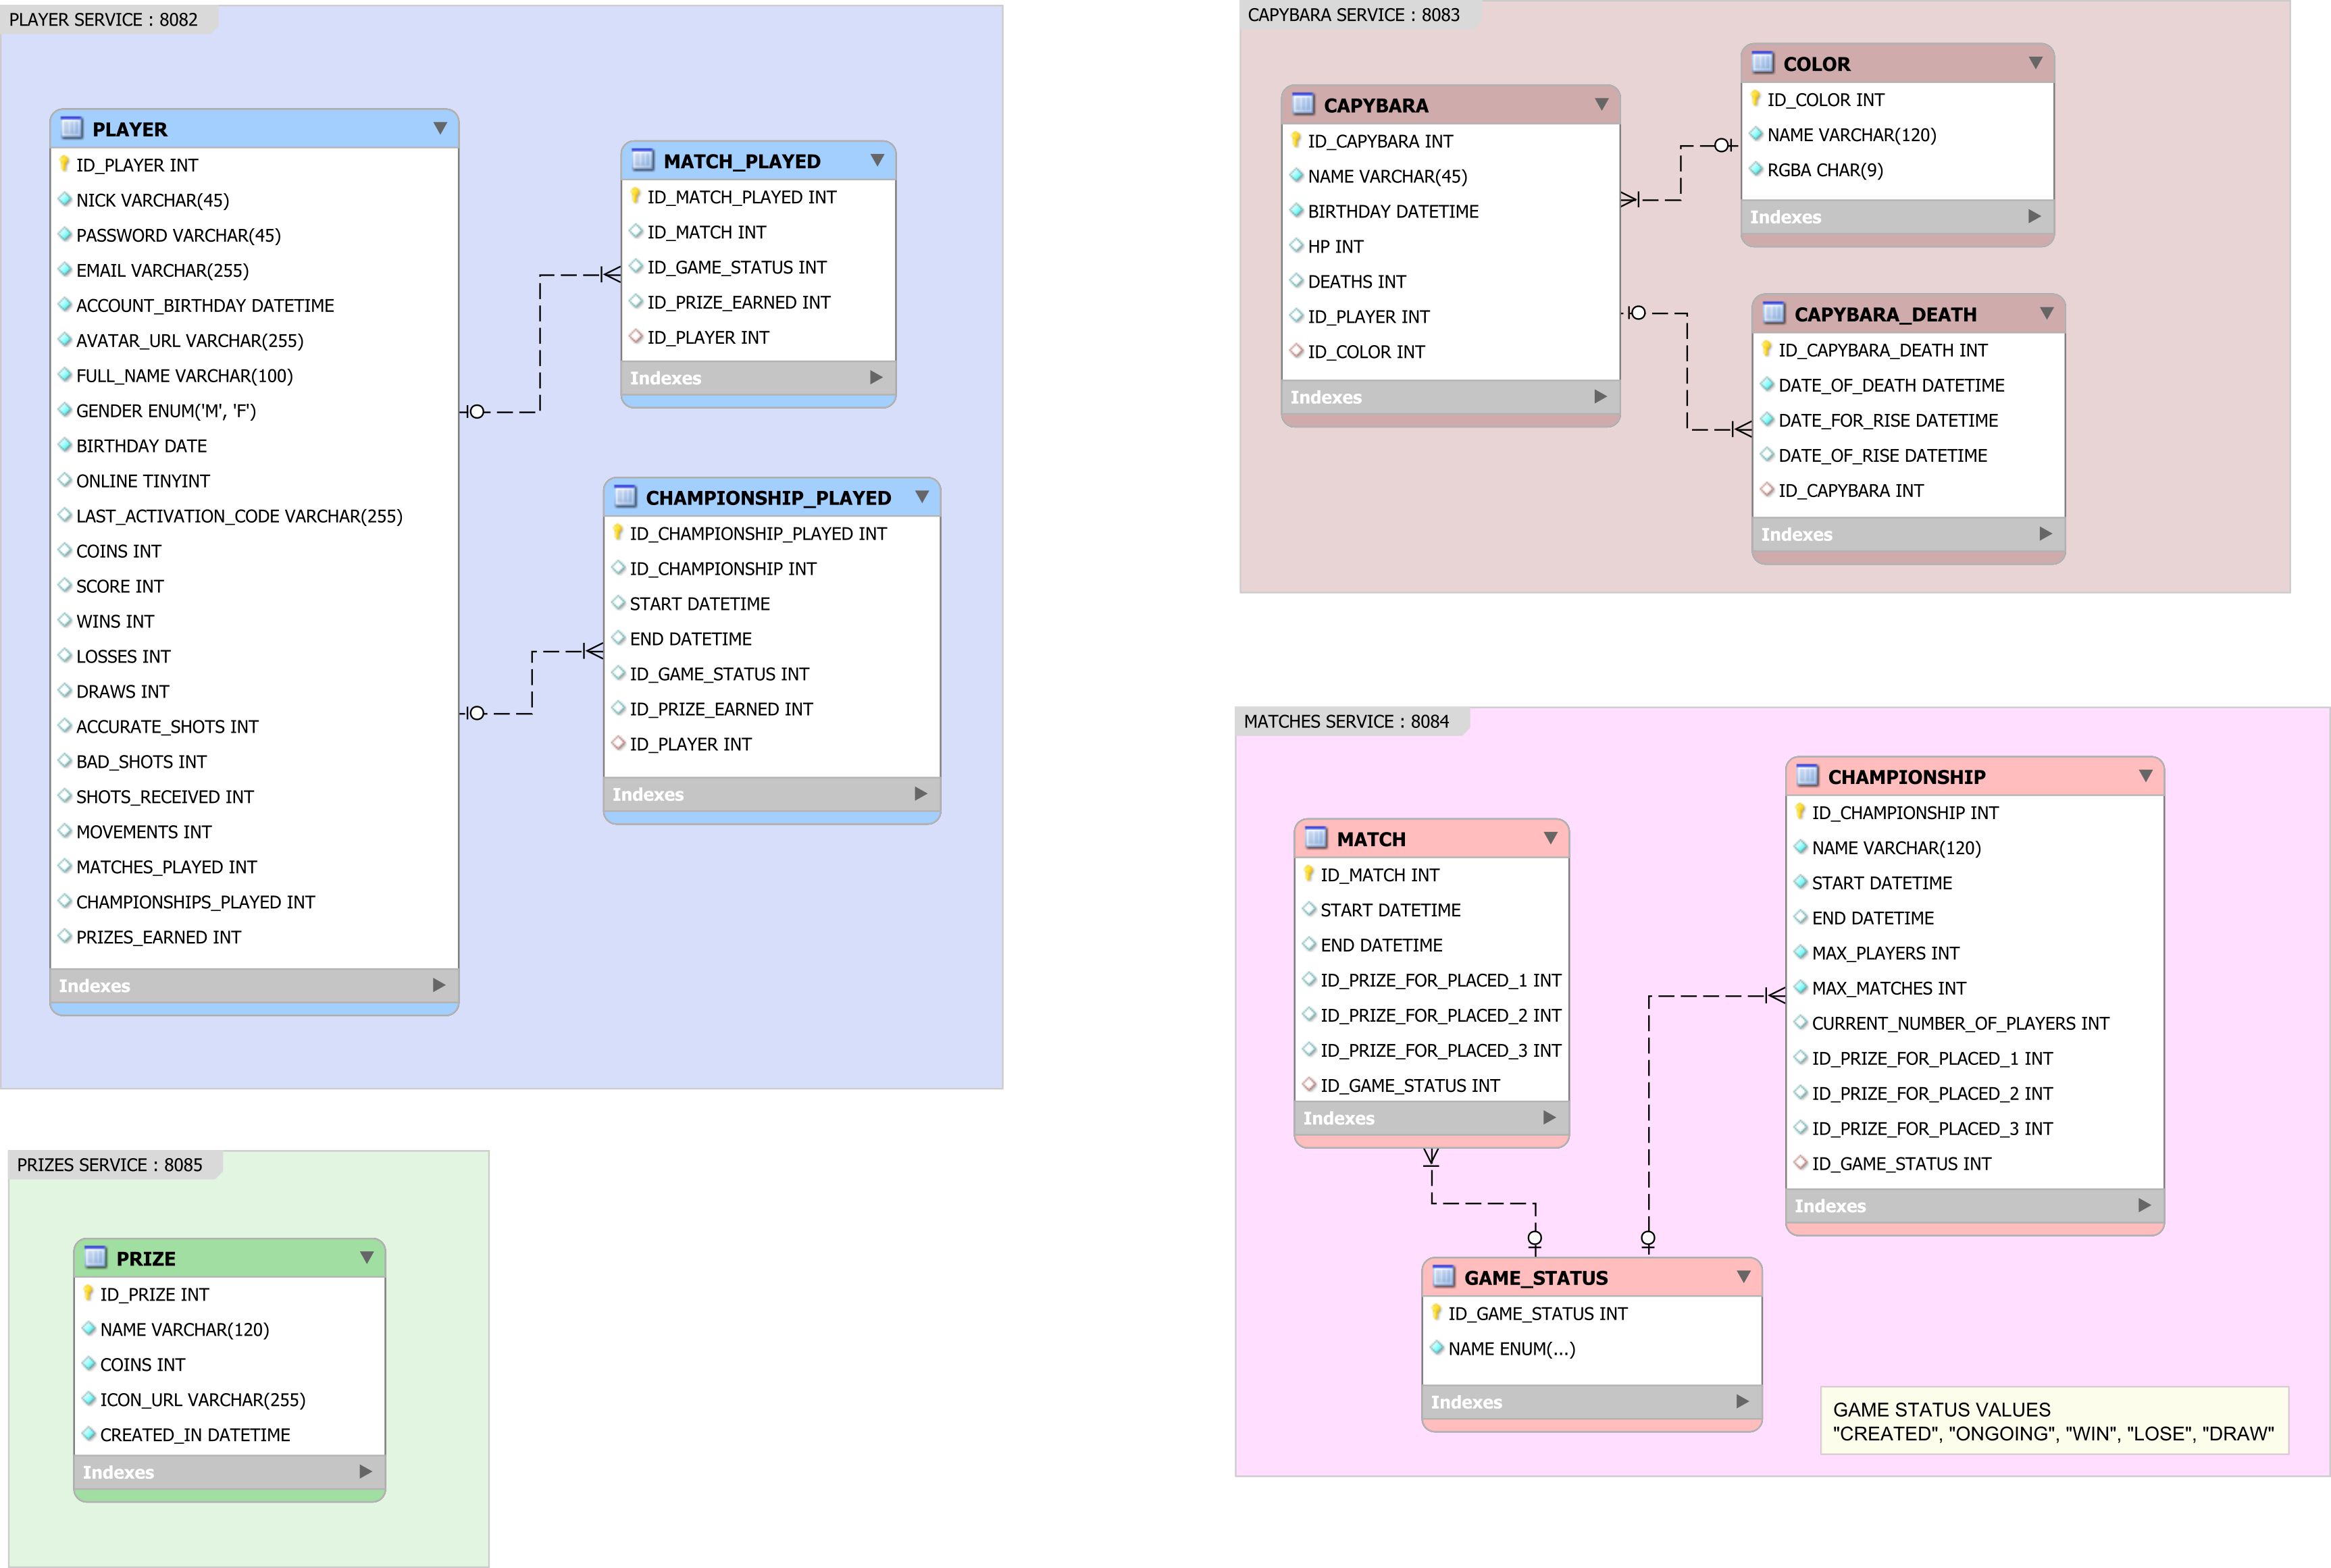 PLAYER SERVICE : 8082
PLAYER
ID_PLAYER INT
NICK VARCHAR(45)
PASSWORD VARCHAR(45)
EMAIL VARCHAR(255)
ACCOUNT_BIRTHDAY DATETIME
AVATAR_URL VARCHAR(255)
FULL_NAME VARCHAR(100)
GENDER ENUM('M', 'F')
BIRTHDAY DATE
ONLINE TINYINT
LAST_ACTIVATION_CODE VARCHAR(255)
COINS INT
SCORE INT
WINS INT
LOSSES INT
DRAWS INT
ACCURATE_SHOTS INT
BAD_SHOTS INT
SHOTS_RECEIVED INT
MOVEMENTS INT
MATCHES_PLAYED INT
CHAMPIONSHIPS_PLAYED INT
PRIZES_EARNED INT
Indexes
MATCH_PLAYED
ID_MATCH_PLAYED INT
ID_MATCH INT
ID_GAME_STATUS INT
ID_PRIZE_EARNED INT
ID_PLAYER INT
Indexes
CHAMPIONSHIP_PLAYED
ID_CHAMPIONSHIP_PLAYED INT
ID_CHAMPIONSHIP INT
START DATETIME
END DATETIME
ID_GAME_STATUS INT
ID_PRIZE_EARNED INT
ID_PLAYER INT
Indexes
CAPYBARA SERVICE : 8083
CAPYBARA
ID_CAPYBARA INT
NAME VARCHAR(45)
BIRTHDAY DATETIME
HP INT
DEATHS INT
ID_PLAYER INT
ID_COLOR INT
Indexes
COLOR
ID_COLOR INT
NAME VARCHAR(120)
RGBA CHAR(9)
Indexes
CAPYBARA_DEATH
ID_CAPYBARA_DEATH INT
DATE_OF_DEATH DATETIME
DATE_FOR_RISE DATETIME
DATE_OF_RISE DATETIME
ID_CAPYBARA INT
Indexes
MATCHES SERVICE : 8084
MATCH
ID_MATCH INT
START DATETIME
END DATETIME
ID_PRIZE_FOR_PLACED_1 INT
ID_PRIZE_FOR_PLACED_2 INT
ID_PRIZE_FOR_PLACED_3 INT
ID_GAME_STATUS INT
Indexes
CHAMPIONSHIP
ID_CHAMPIONSHIP INT
NAME VARCHAR(120)
START DATETIME
END DATETIME
MAX_PLAYERS INT
MAX_MATCHES INT
CURRENT_NUMBER_OF_PLAYERS INT
ID_PRIZE_FOR_PLACED_1 INT
ID_PRIZE_FOR_PLACED_2 INT
ID_PRIZE_FOR_PLACED_3 INT
ID_GAME_STATUS INT
Indexes
GAME_STATUS
ID_GAME_STATUS INT
NAME ENUM(...)
Indexes
GAME STATUS VALUES
"CREATED", "ONGOING", "WIN", "LOSE", "DRAW"
PRIZES SERVICE : 8085
PRIZE
ID_PRIZE INT
NAME VARCHAR(120)
COINS INT
ICON_URL VARCHAR(255)
CREATED_IN DATETIME
Indexes